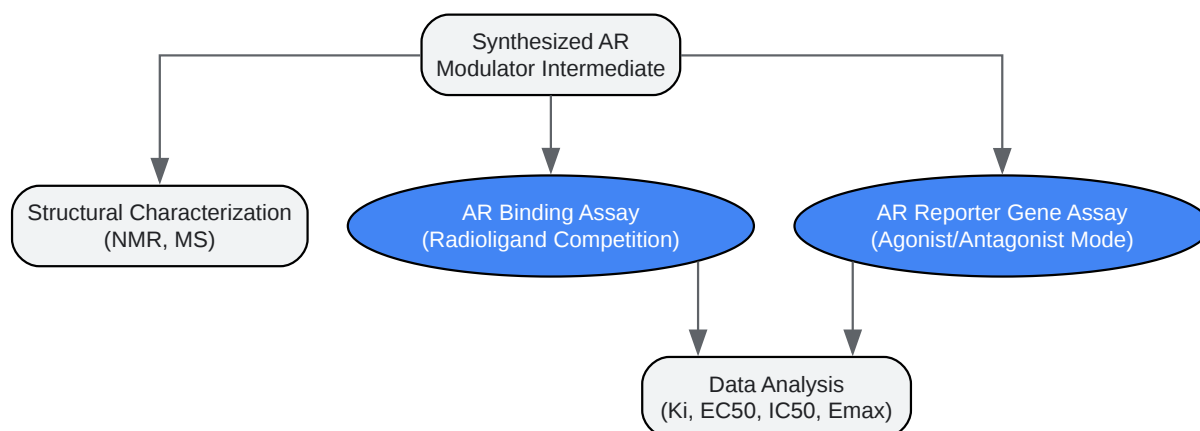 Synthesized AR
Modulator Intermediate
Structural Characterization
(NMR, MS)
AR Binding Assay
(Radioligand Competition)
AR Reporter Gene Assay
(Agonist/Antagonist Mode)
Data Analysis
(Ki, EC50, IC50, Emax)